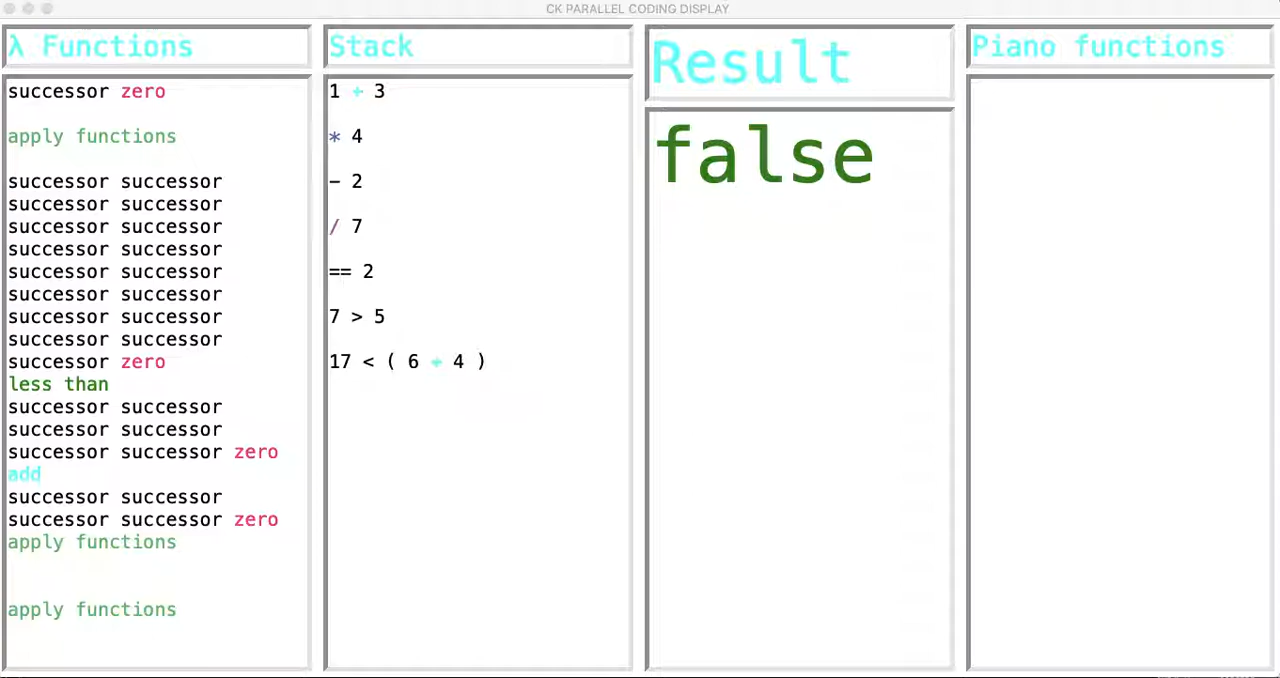 CK PARALLEL CODING DISPLAY
λ Functions
successor zero
apply functions
successor successor
successor successor
successor successor
successor successor
successor successor
successor successor
successor successor
successor successor
successor zero
less than
successor successor
successor successor
successor successor zero
add
successor successor
successor successor zero
apply functions
apply functions
Stack
1 + 3
* 4
- 2
/ 7
== 2
7 > 5
17 < ( 6 + 4 )
Result
false
Piano functions